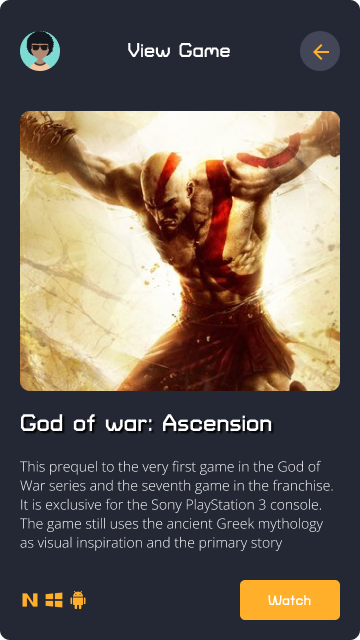 View Game
God of war: Ascension
This prequel to the very first game in the God of
War series and the seventh game in the franchise.
It is exclusive for the Sony PlayStation 3 console.
The game still uses the ancient Greek mythology
as visual inspiration and the primary story
N
Watch